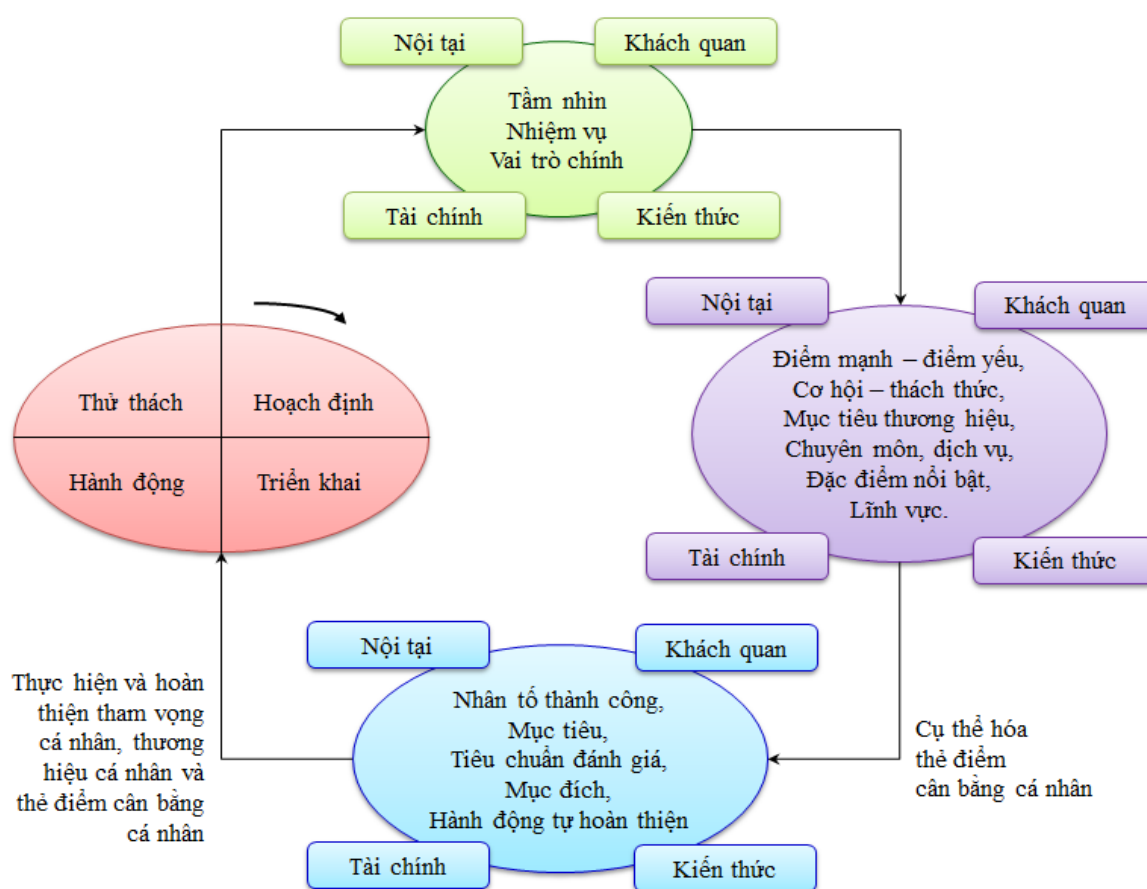 Nội tại
Khách quan
Tầm nhìn
Nhiệm vụ
Vai trò chính
Tài chính
Kiến thức
Nội tại
Khách quan
Điểm mạnh – điểm yếu,
Cơ hội – thách thức,
Mục tiêu thương hiệu,
Chuyên môn, dịch vụ,
Đặc điểm nổi bật,
Lĩnh vực.
Tài chính
Kiến thức
Thử thách
Hoạch định
Hành động
Triển khai
Nội tại
Khách quan
Nhân tố thành công,
Mục tiêu,
Tiêu chuẩn đánh giá,
Mục đích,
Hành động tự hoàn thiện
Tài chính
Kiến thức
Thực hiện và hoàn
thiện tham vọng
cá nhân, thương
hiệu cá nhân và
thẻ điểm cân bằng
cá nhân
Cụ thể hóa
thẻ điểm
cân bằng cá nhân